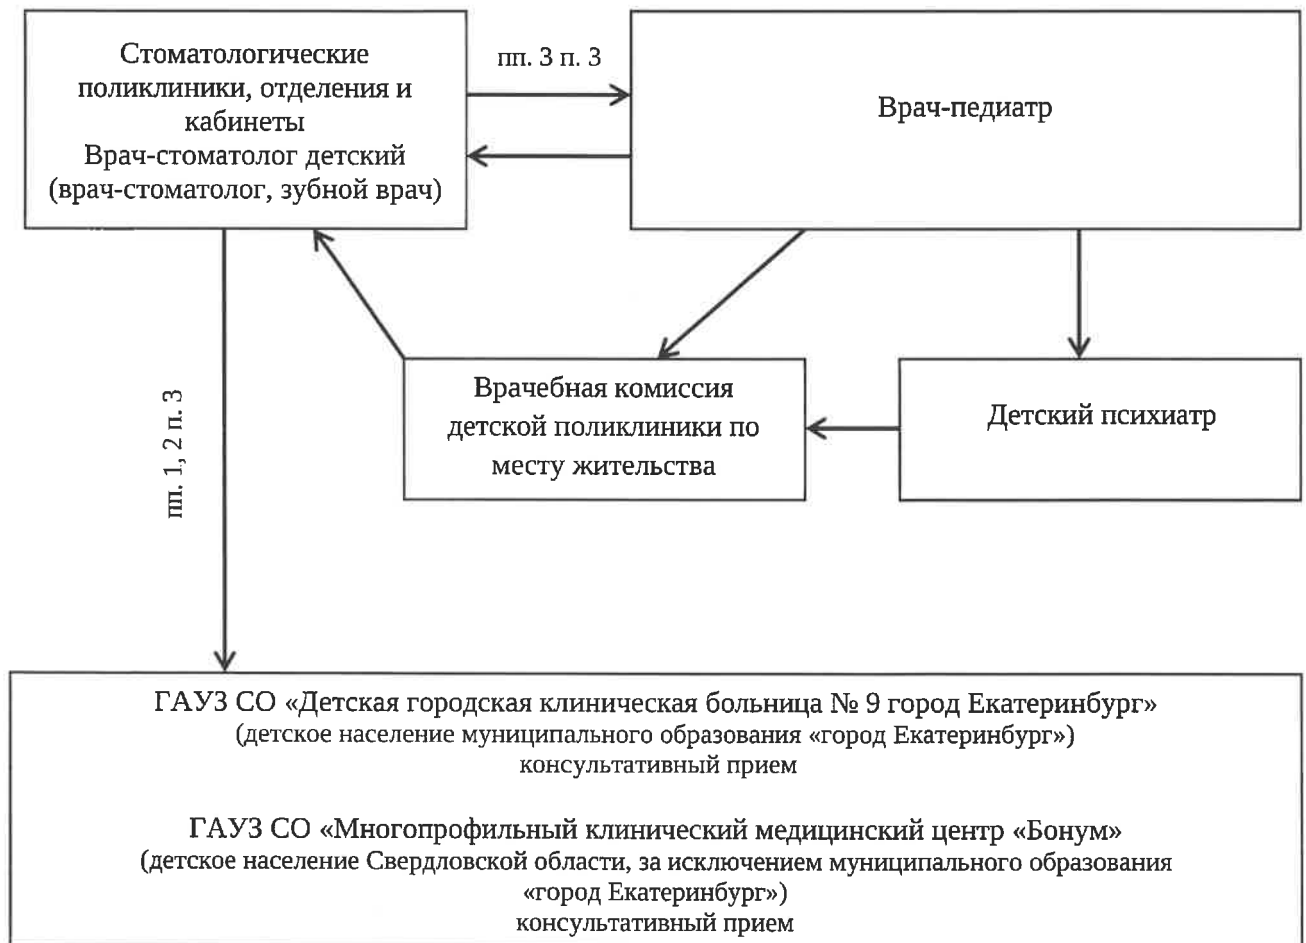 Стоматологические
поликлиники, отделения и
кабинеты
Врач-стоматолог детский
(врач-стоматолог, зубной врач)
пп. 3 п. 3
Врач-педиатр
Врачебная комиссия
детской поликлиники по
месту жительства
Детский психиатр
пп. 1, 2 п. 3
ГАУЗ СО «Детская городская клиническая больница № 9 город Екатеринбург»
(детское население муниципального образования «город Екатеринбург»)
консультативный прием
ГАУЗ СО «Многопрофильный клинический медицинский центр «Бонум»
(детское население Свердловской области, за исключением муниципального образования
«город Екатеринбург»)
консультативный прием